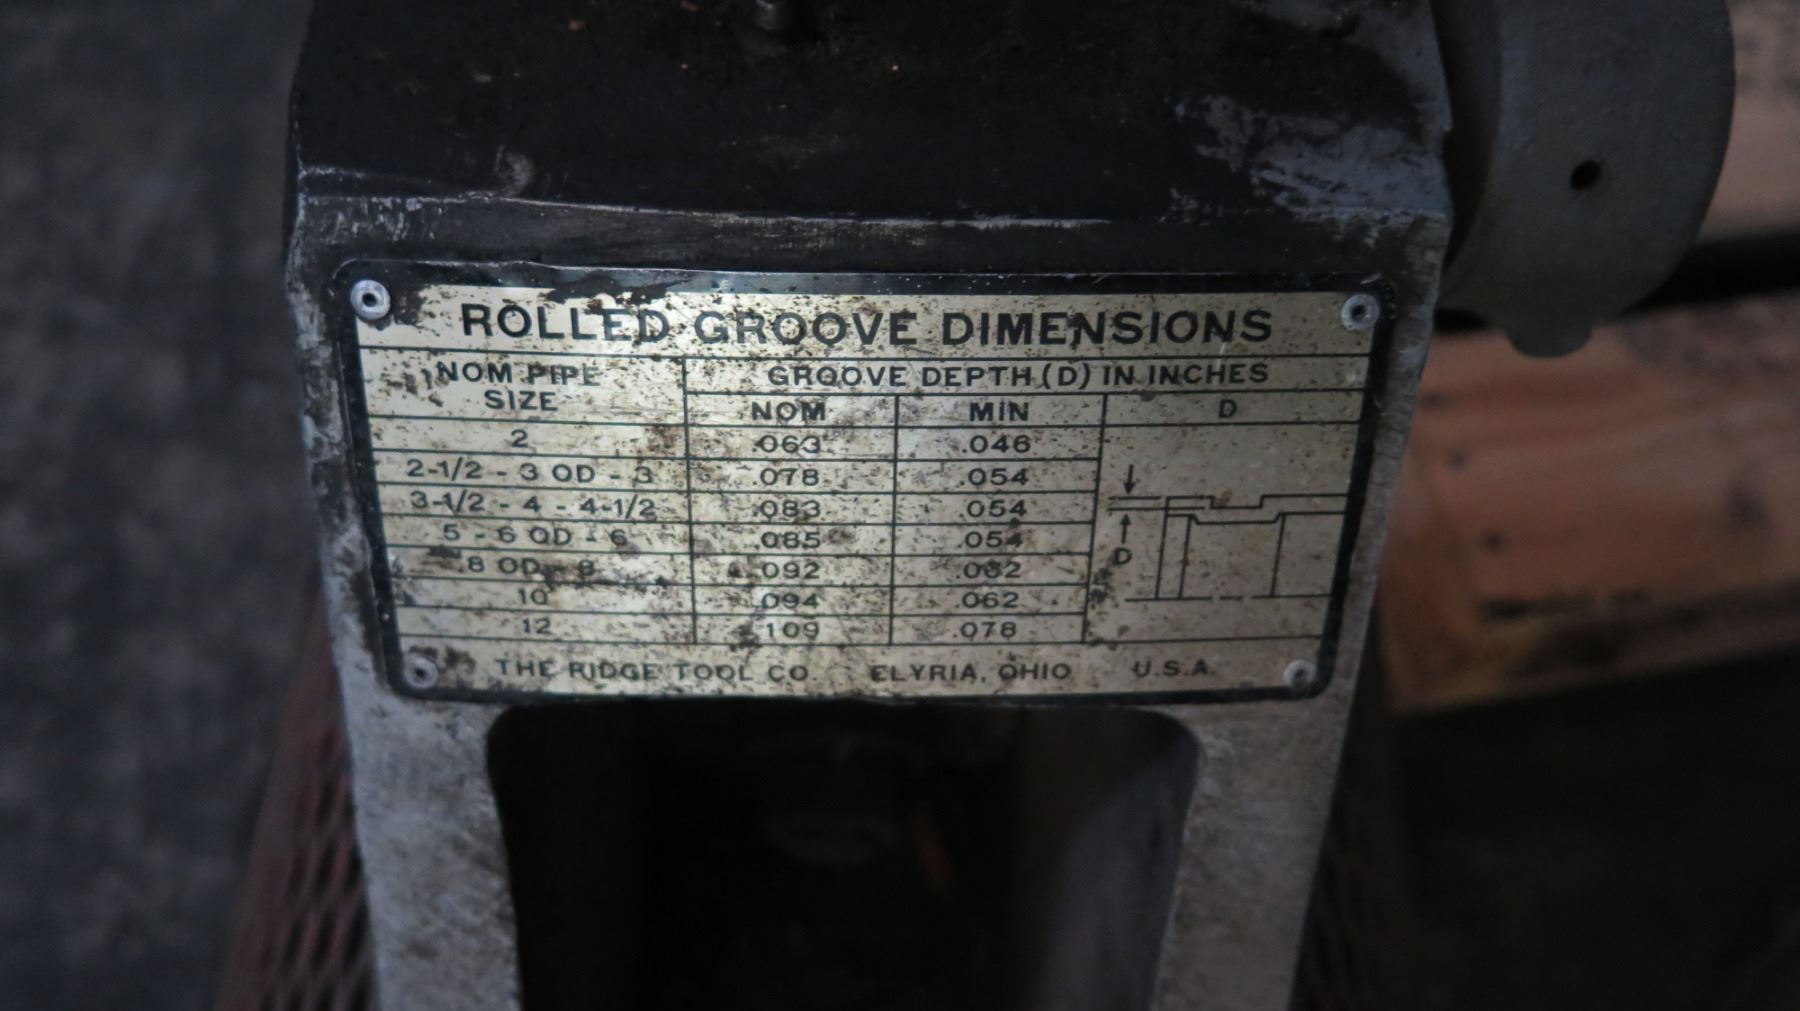 ROLLED GROOVE DIMENSIONS
NOM PIPE SIZE GROOVE DEPTH (D) IN INCHES
NOM MIN D
2 .063 .046
2-1/2 - 3 OD - 3 .078 .054
3-1/2 - 4 - 4-1/2 .083 .054
5 - 6 OD - 6 .085 .054
8 OD - 8 .092 .062
10 .094 .062
12 .109 .078
D
THE RIDGE TOOL CO. ELYRIA, OHIO U.S.A.